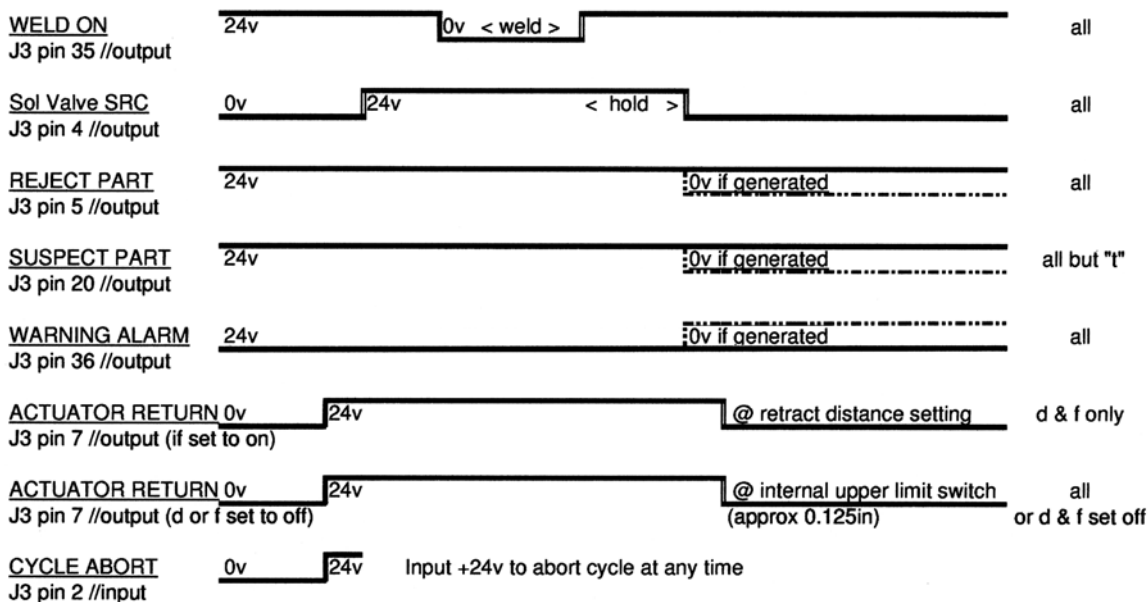 WELD ON 24v 0v < weld > all
J3 pin 35 //output
Sol Valve SRC 0v 24v < hold > all
J3 pin 4 //output
REJECT PART 24v 0v if generated all
J3 pin 5 //output
SUSPECT PART 24v 0v if generated all but "t"
J3 pin 20 //output
WARNING ALARM 24v 0v if generated all
J3 pin 36 //output
ACTUATOR RETURN 0v 24v @ retract distance setting d & f only
J3 pin 7 //output (if set to on)
ACTUATOR RETURN 0v 24v @ internal upper limit switch all
J3 pin 7 //output (d or f set to off) (approx 0.125in) or d & f set off
CYCLE ABORT 0v 24v Input +24v to abort cycle at any time
J3 pin 2 //input